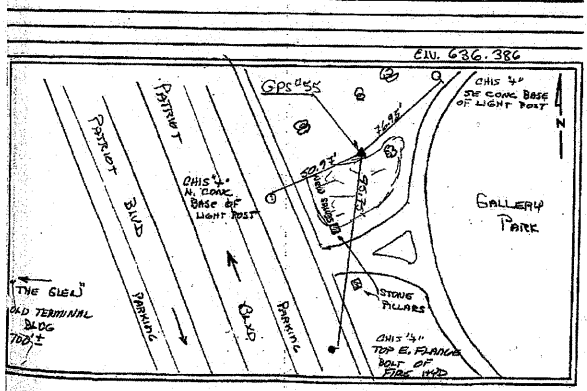 ELV. 636.386
GPS #55
CHIS "+"
SE CONC BASE
OF LIGHT POST
76.95'
N
PATRIOT
PATRIOT
BLVD
CHIS "+"
N. CONC
BASE OF
LIGHT POST
GALLERY
PARK
"THE GLEN"
OLD TERMINAL
BLDG
700'±
PARKING
BLVD
PARKING
STONE
PILLARS
CHIS "+"
TOP E. FLANGE
BOLT OF
FIRE HYD